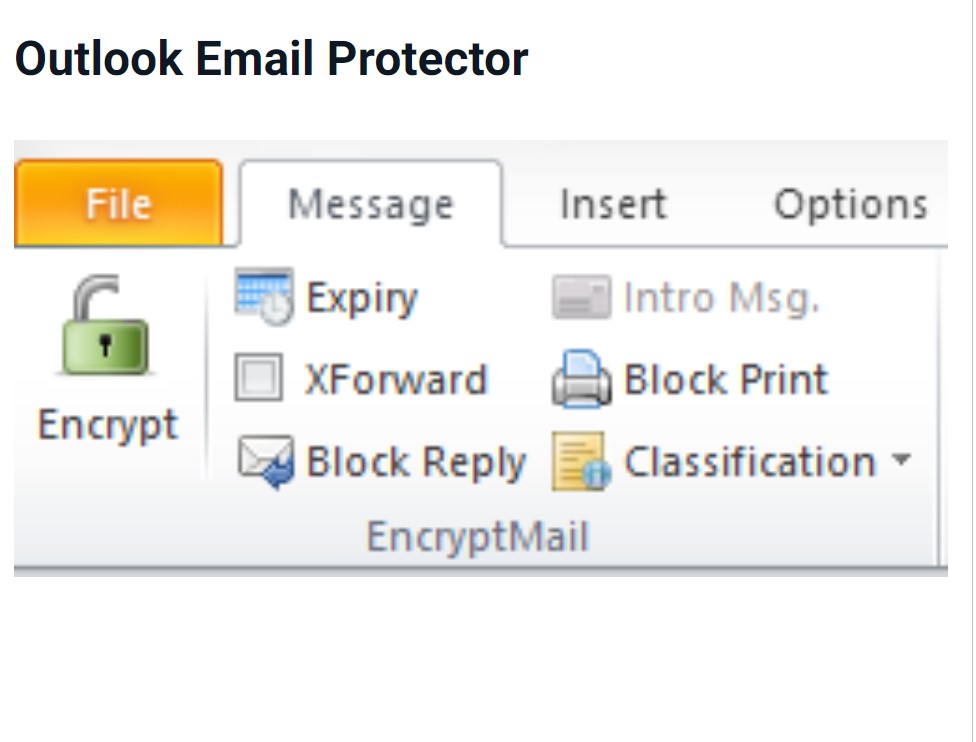 Outlook Email Protector
File Message Insert Options
Encrypt
Expiry
XForward
Block Reply
Intro Msg.
Block Print
Classification
EncryptMail